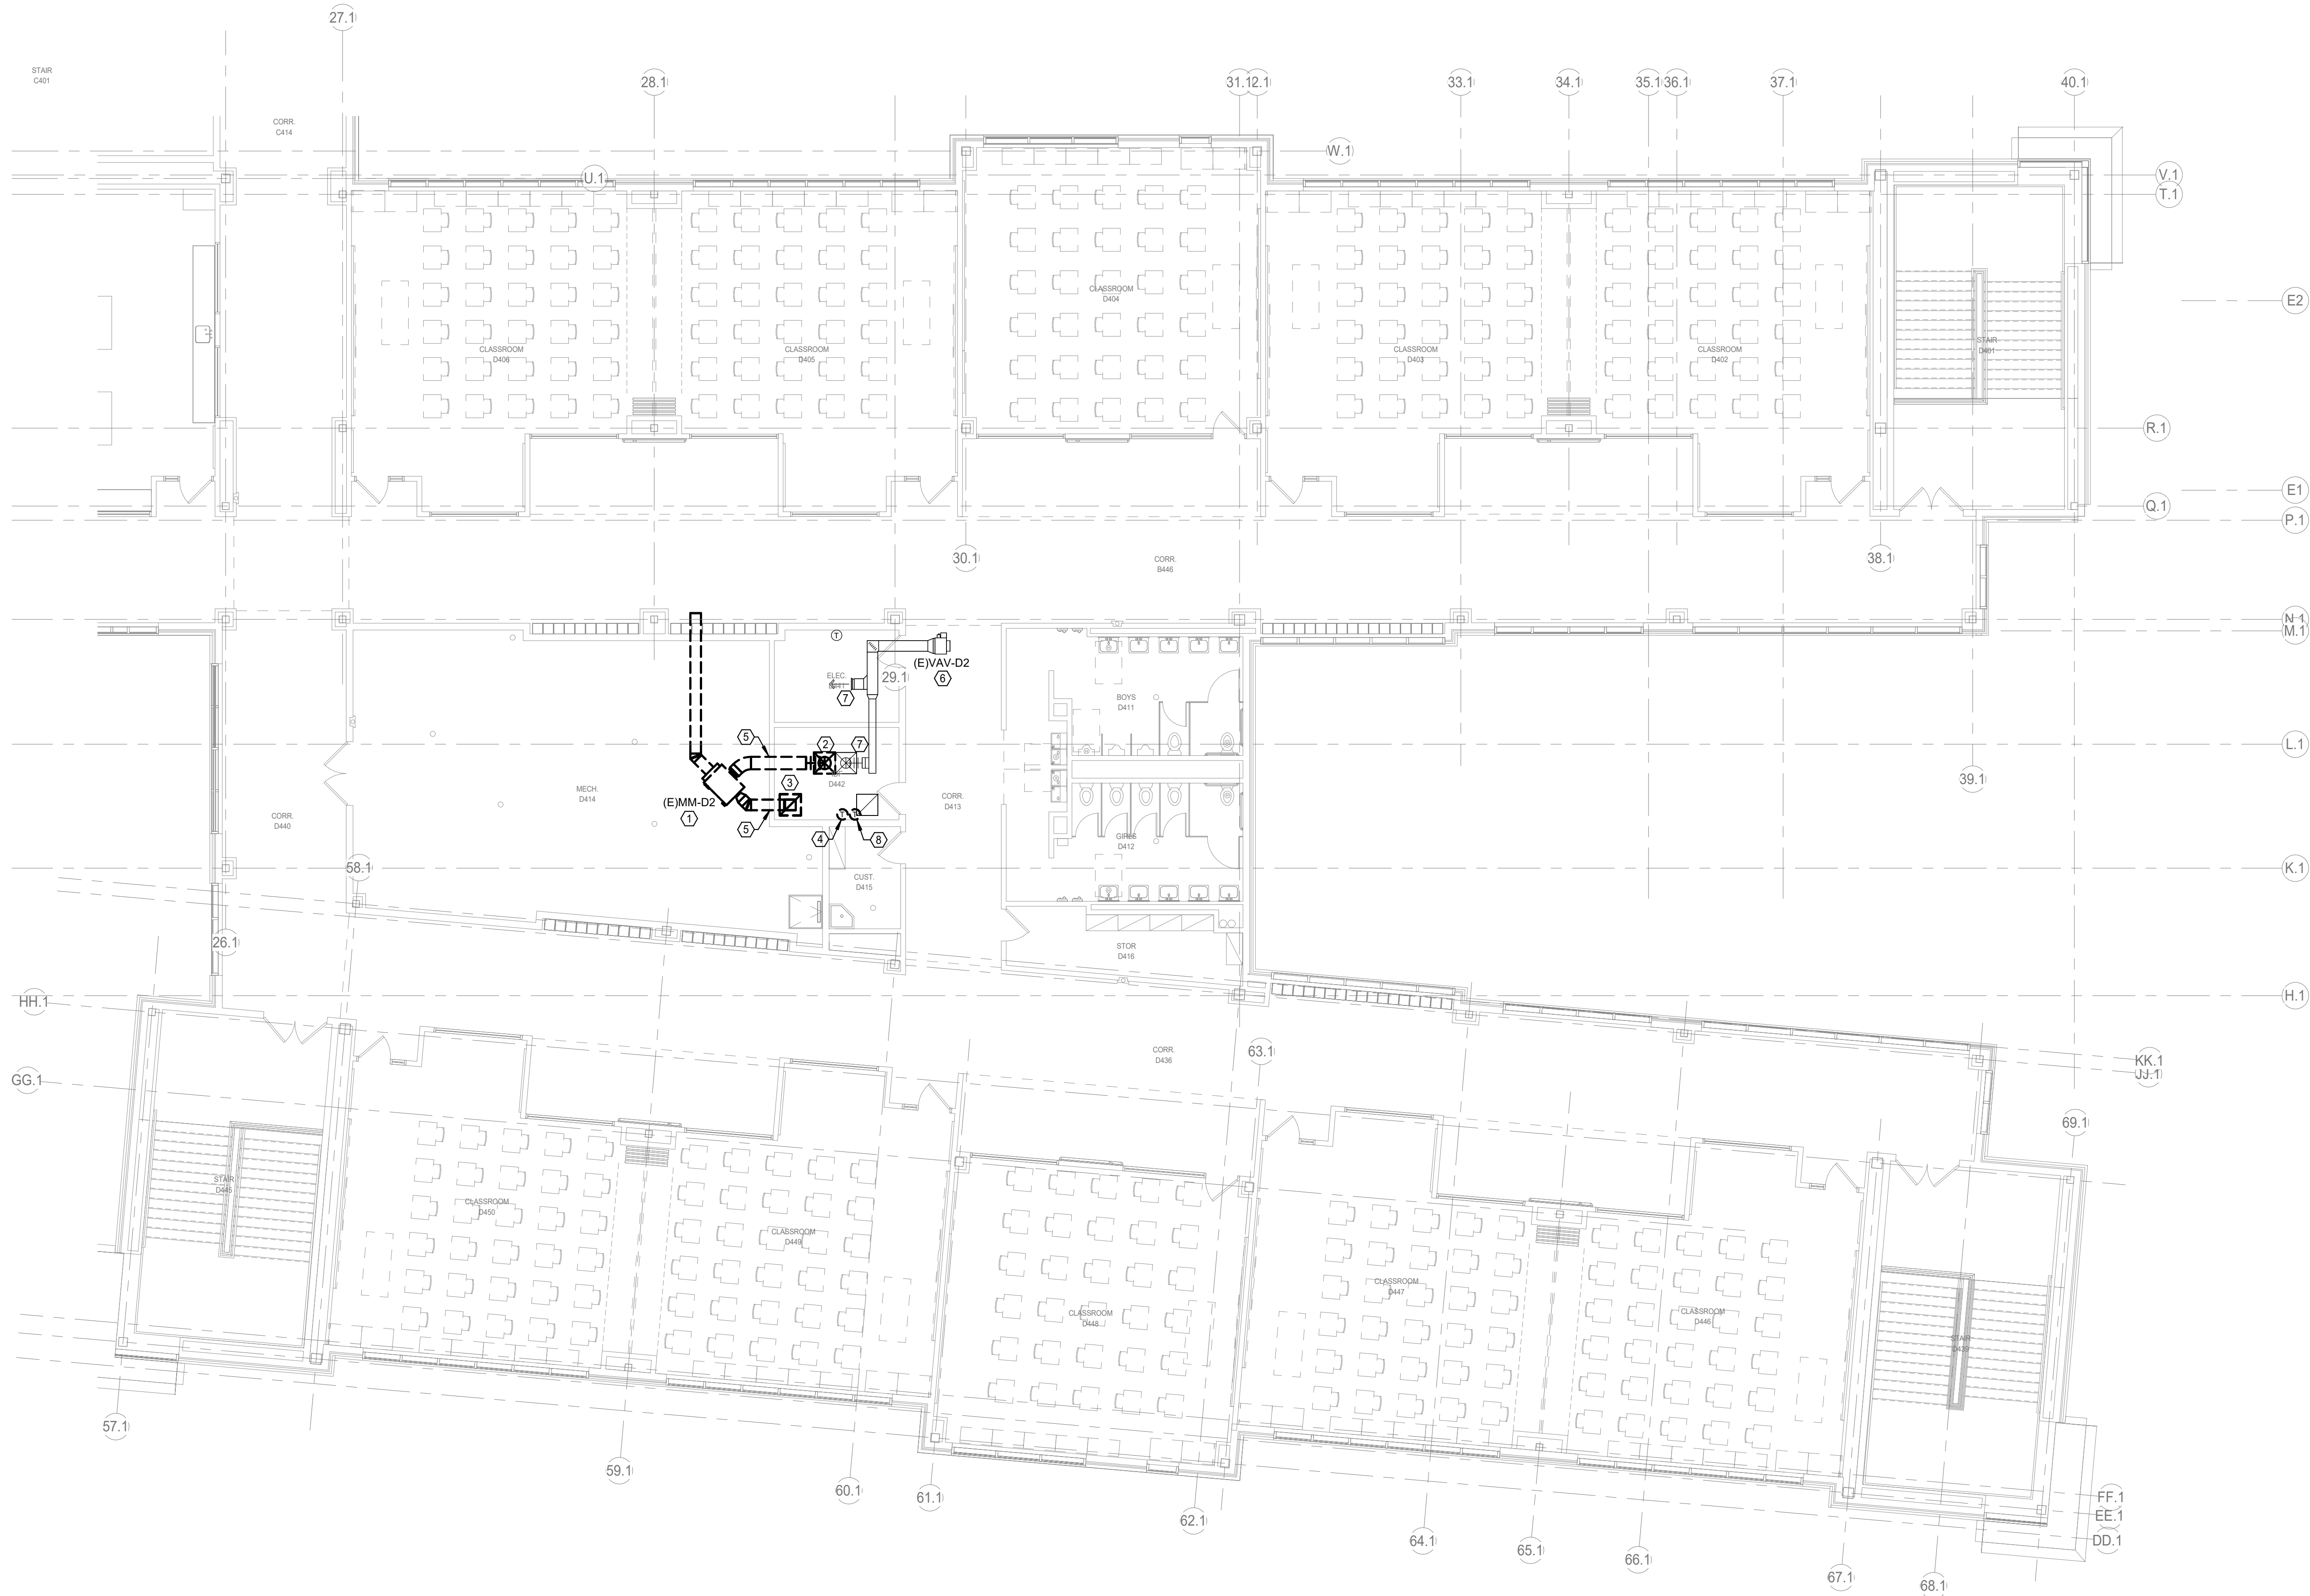 27.1
STAIR
C401
28.1
31.1
2.1
33.1
34.1
35.1
36.1
37.1
40.1
CORR.
C414
W.1
U.1
V.1
T.1
CLASSROOM
D404
E2
CLASSROOM
D406
CLASSROOM
D405
CLASSROOM
D403
CLASSROOM
D402
STAIR
D401
R.1
E1
Q.1
P.1
30.1
CORR.
B446
38.1
N.1
M.1
T
(E)VAV-D2
6
ELEC.
29.1
7
BOYS
D411
5
2
7
L.1
3
D442
39.1
MECH.
D414
(E)MM-D2
1
CORR.
D413
CORR.
D440
5
4
T
T
8
GIRLS
D412
58.1
CUST.
D415
K.1
26.1
STOR
D416
HH.1
H.1
CORR.
D436
63.1
KK.1
JJ.1
GG.1
69.1
STAIR
D445
CLASSROOM
D450
CLASSROOM
D449
CLASSROOM
D448
CLASSROOM
D447
CLASSROOM
D446
STAIR
D439
57.1
59.1
60.1
61.1
62.1
64.1
65.1
66.1
67.1
68.1
FF.1
EE.1
DD.1